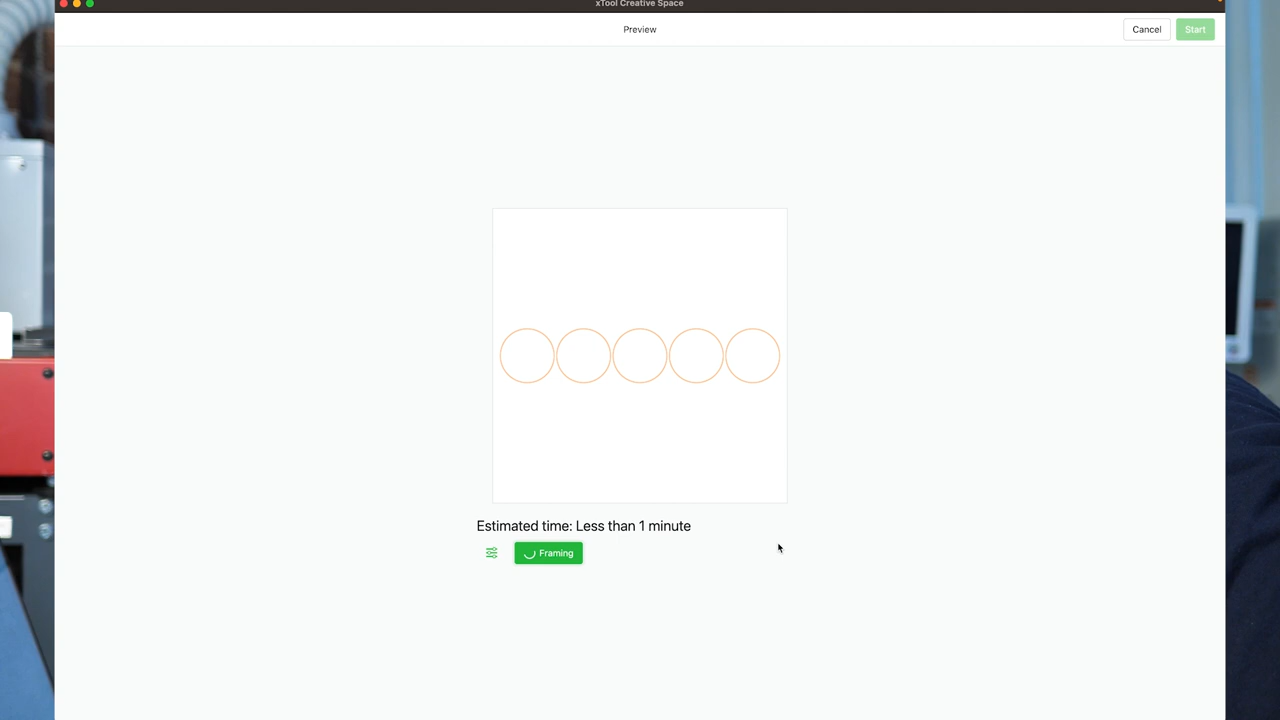 xTool Creative Space
Preview
Cancel
Start
Estimated time: Less than 1 minute
Framing